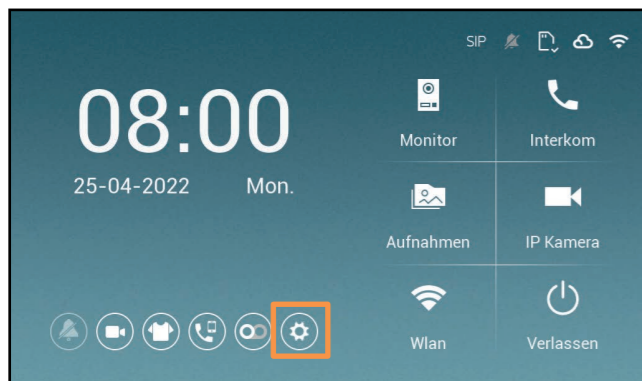 SIP
08:00
25-04-2022 Mon.
Monitor
Interkom
Aufnahmen
IP Kamera
Wlan
Verlassen